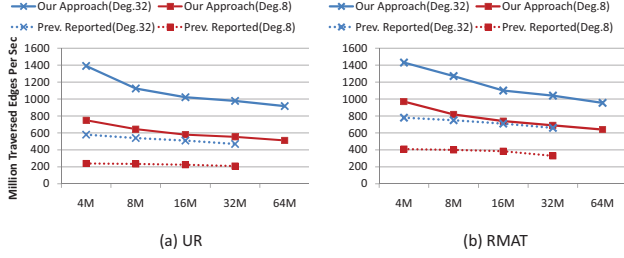 Our Approach(Deg.32) Our Approach(Deg.8)
Prev. Reported(Deg.32) Prev. Reported(Deg.8)
Million Traversed Edges Per Sec
1600
1400
1200
1000
800
600
400
200
0
4M 8M 16M 32M 64M
(a) UR
Our Approach(Deg.32) Our Approach(Deg.8)
Prev. Reported(Deg.32) Prev. Reported(Deg.8)
1600
1400
1200
1000
800
600
400
200
0
4M 8M 16M 32M 64M
(b) RMAT